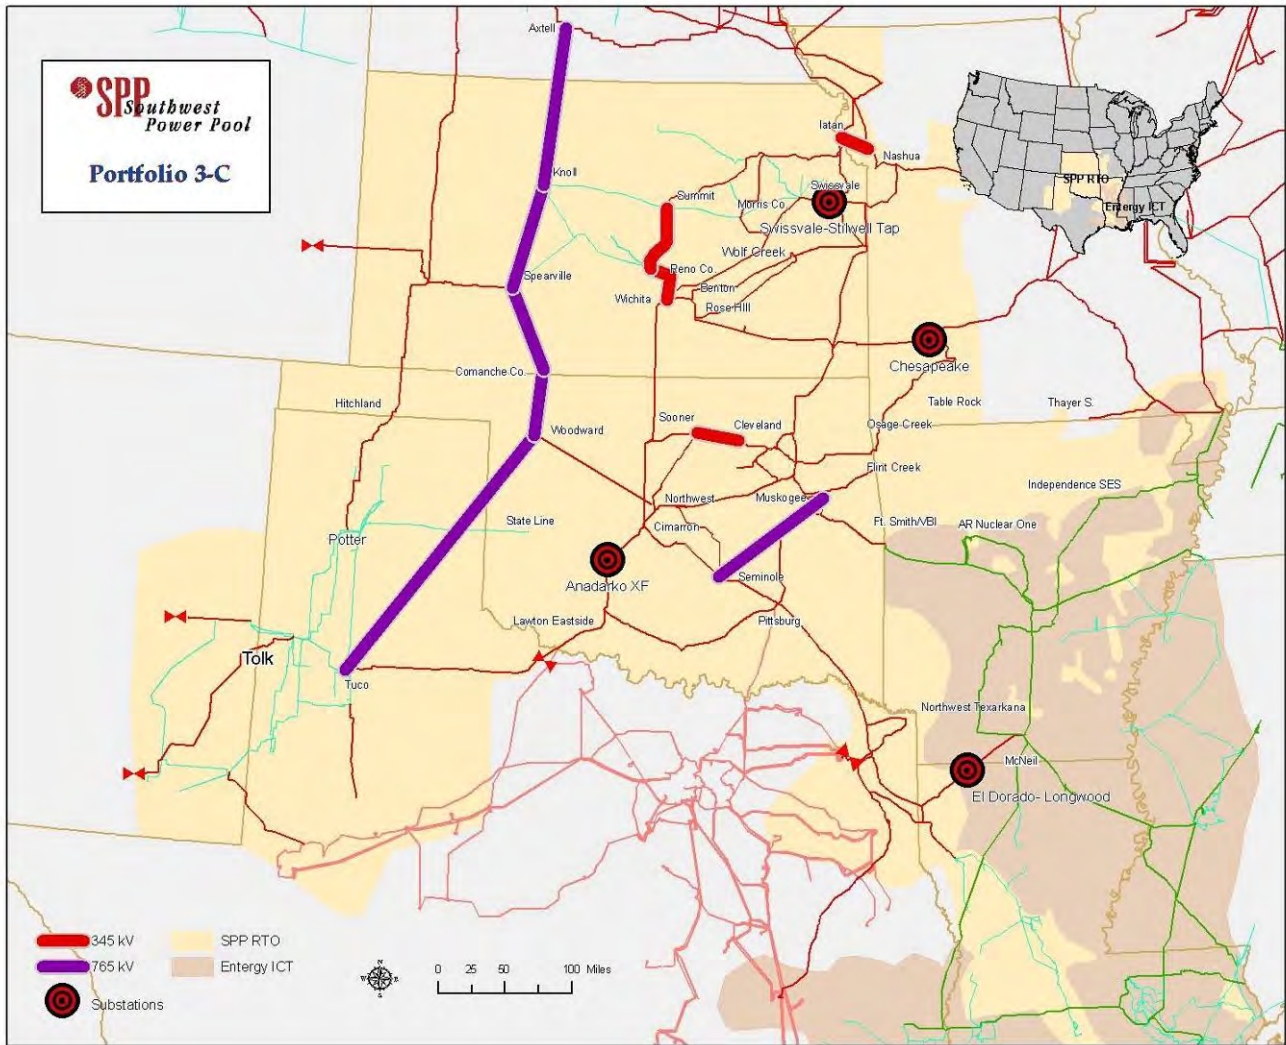 Axtell
SPP
Southwest
Power Pool
Portfolio 3-C
Iatan
Nashua
Knoll
Summit
Swissvale
Morris Co.
Swissvale-Stilwell Tap
SPP RTO
Entergy ICT
Wolf Creek
Spearville
Reno Co.
Benton
Wichita
Rose HIll
Chesapeake
Comanche Co.
Hitchland
Table Rock
Thayer S.
Sooner
Cleveland
Osage Creek
Woodward
Flint Creek
Independence SES
Northwest
Muskogee
State Line
Cimarron
Ft. Smith/VBI
AR Nuclear One
Potter
Anadarko XF
Seminole
Lawton Eastside
Pittsburg
Tolk
Tuco
Northwest Texarkana
McNeil
El Dorado- Longwood
345 kV
SPP RTO
765 kV
Entergy ICT
Substations
N
W
E
S
0 25 50 100 Miles